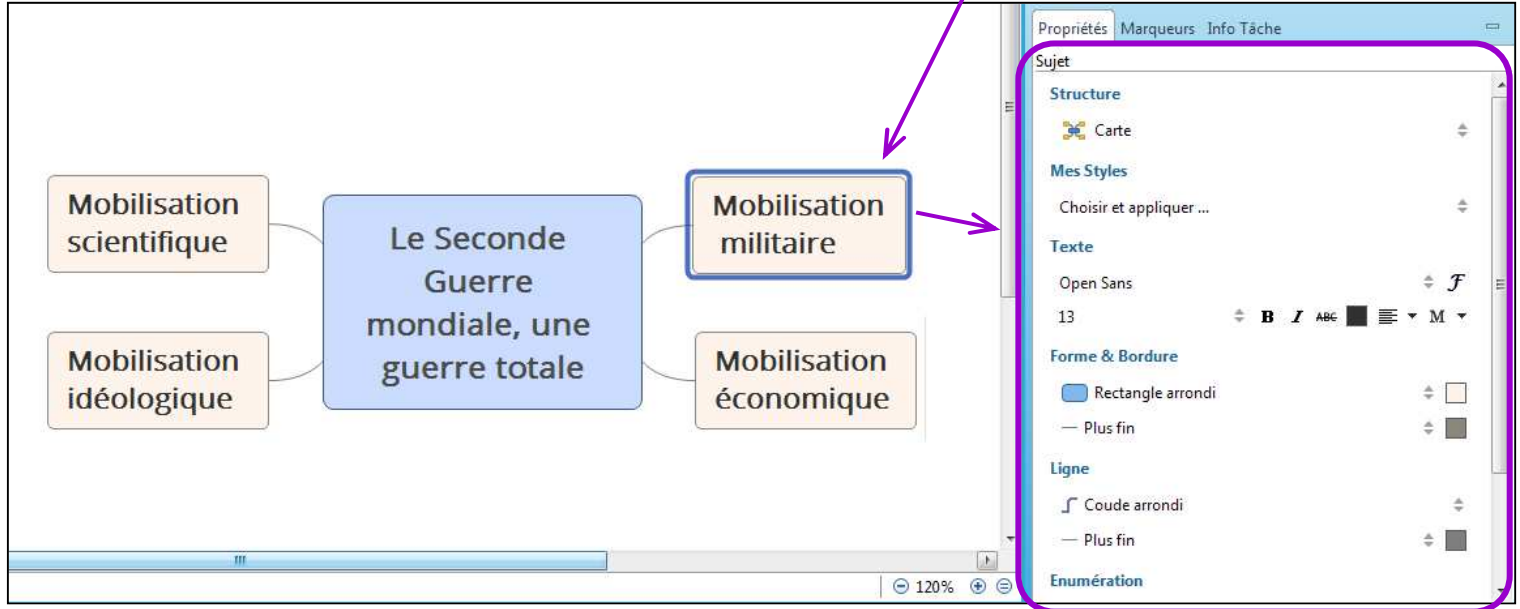 Mobilisation
scientifique
Mobilisation
idéologique
Le Seconde
Guerre
mondiale, une
guerre totale
Mobilisation
militaire
Mobilisation
économique
120%
Propriétés Marqueurs Info Tâche
Sujet
Structure
Carte
Mes Styles
Choisir et appliquer ...
Texte
Open Sans F
13 B I ABC M
Forme & Bordure
Rectangle arrondi
Plus fin
Ligne
Coude arrondi
Plus fin
Enumération